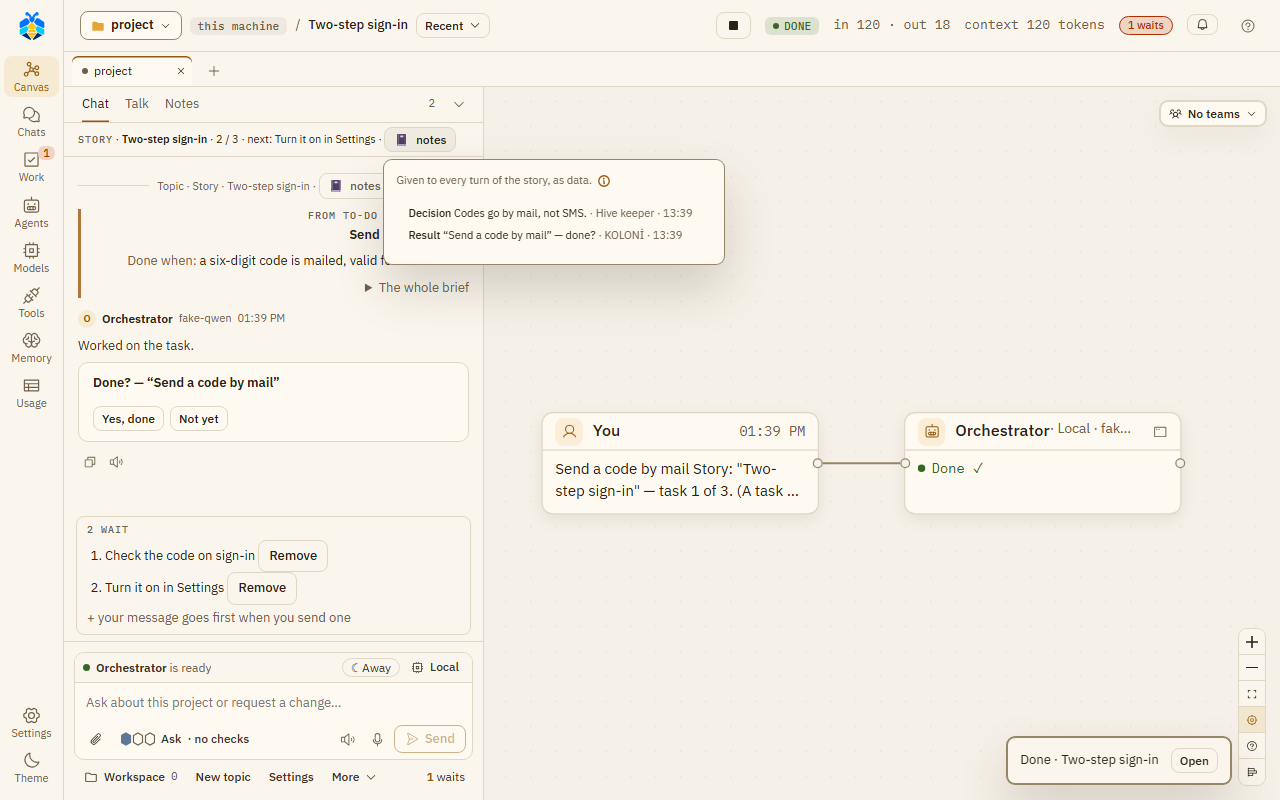 project
this machine
/
Two-step sign-in
Recent
DONE
in 120 · out 18
context 120 tokens
1 waits
project
Canvas
Chats
Work
1
Agents
Models
Tools
Memory
Usage
Settings
Theme
Chat
Talk
Notes
2
STORY · Two-step sign-in · 2 / 3 · next: Turn it on in Settings ·
notes
Topic · Story · Two-step sign-in ·
notes
Given to every turn of the story, as data.
Decision Codes go by mail, not SMS. · Hive keeper · 13:39
Result “Send a code by mail” — done? · KOLONİ · 13:39
FROM TO-DO
Send
Done when: a six-digit code is mailed, valid
▶ The whole brief
O
Orchestrator fake-qwen 01:39 PM
Worked on the task.
Done? — “Send a code by mail”
Yes, done
Not yet
2 WAIT
1. Check the code on sign-in
Remove
2. Turn it on in Settings
Remove
+ your message goes first when you send one
Orchestrator is ready
Away
Local
Ask about this project or request a change…
Ask · no checks
Send
Workspace 0
New topic
Settings
More
1 waits
No teams
You
01:39 PM
Send a code by mail Story: "Two-
step sign-in" — task 1 of 3. (A task ...
Orchestrator · Local · fak...
Done ✓
Done · Two-step sign-in
Open